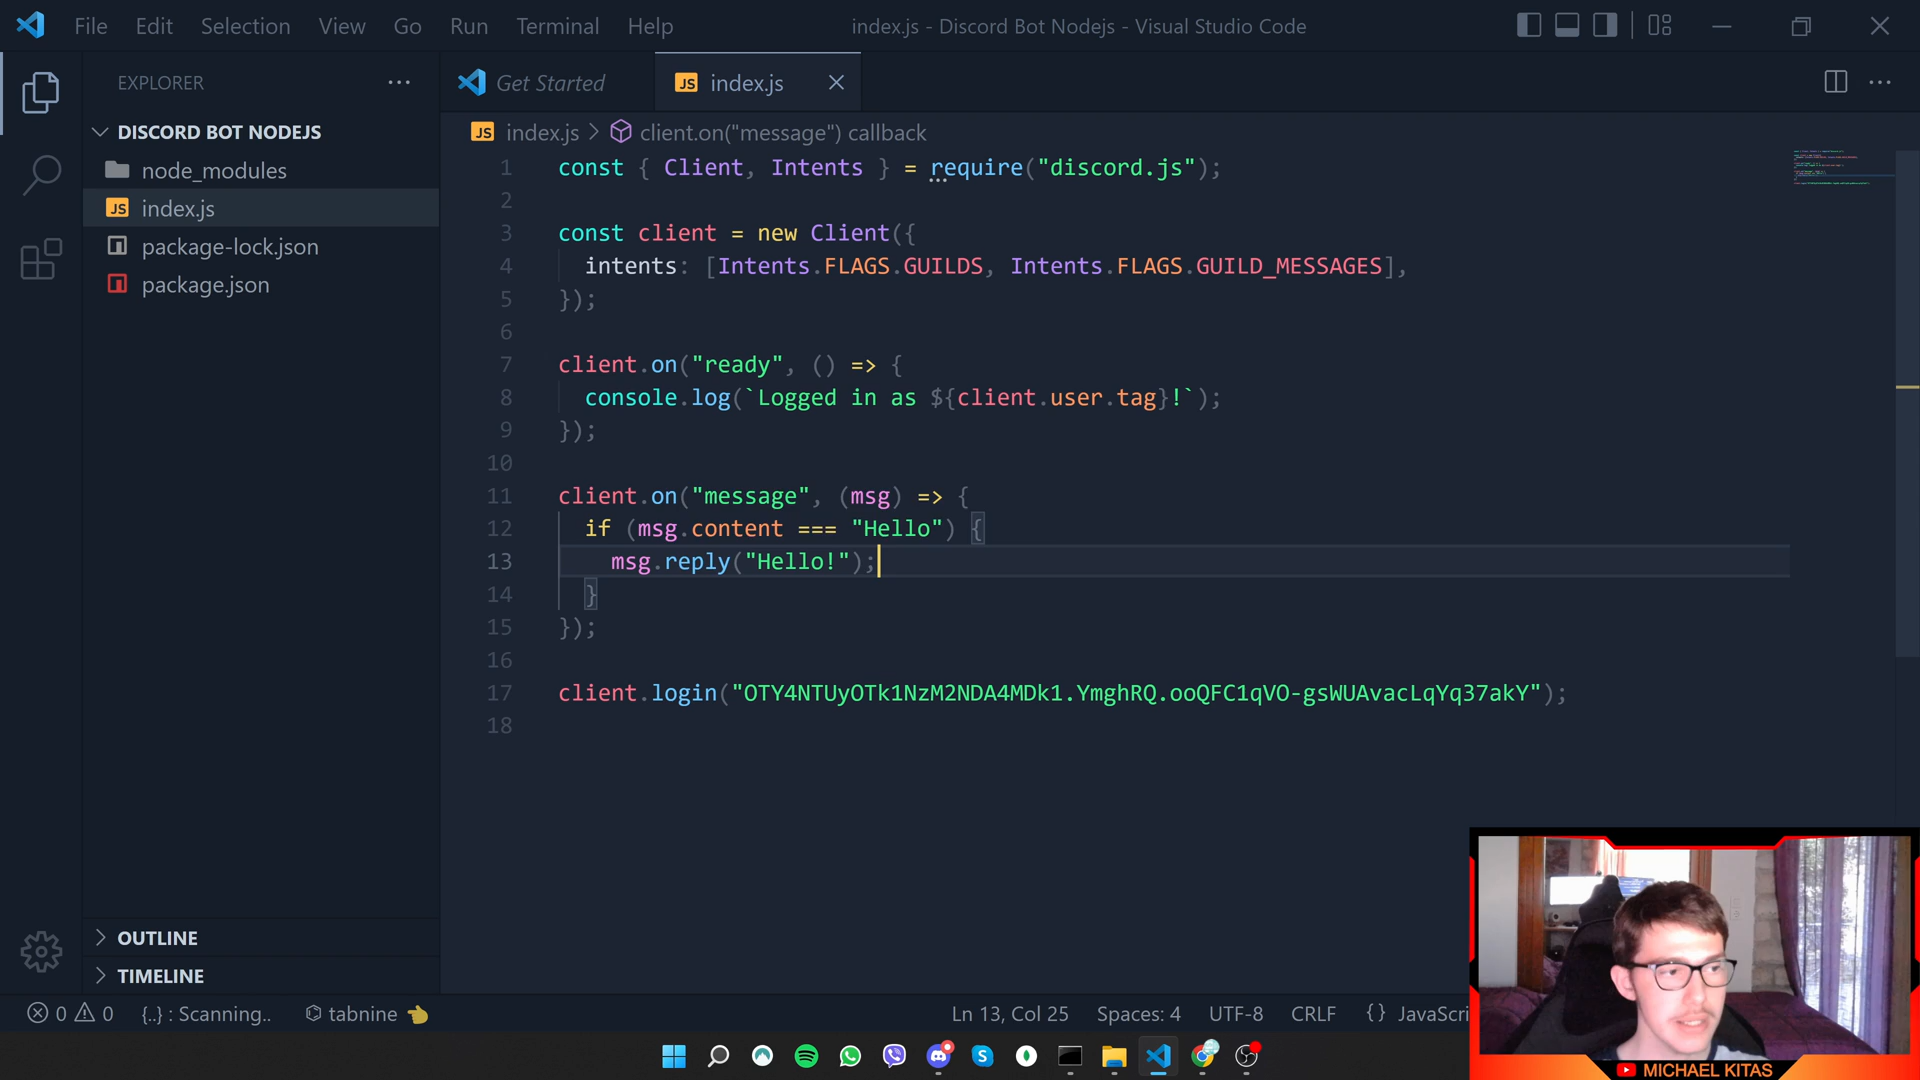 File Edit Selection View Go Run Terminal Help
index.js - Discord Bot Nodejs - Visual Studio Code
EXPLORER
DISCORD BOT NODEJS
node_modules
JS index.js
package-lock.json
package.json
OUTLINE
TIMELINE
Get Started
JS index.js
JS index.js > client.on("message") callback
1 const { Client, Intents } = require("discord.js");
2
3 const client = new Client({
4 intents: [Intents.FLAGS.GUILDS, Intents.FLAGS.GUILD_MESSAGES],
5 });
6
7 client.on("ready", () => {
8 console.log(`Logged in as ${client.user.tag}!`);
9 });
10
11 client.on("message", (msg) => {
12 if (msg.content === "Hello") {
13 msg.reply("Hello!");
14 }
15 });
16
17 client.login("OTY4NTUyOTk1NzM2NDA4MDk1.YmghRQ.ooQFC1qVO-gsWUAvacLqYq37akY");
18
0 0 {..} : Scanning.. tabnine Ln 13, Col 25 Spaces: 4 UTF-8 CRLF {} JavaScri
MICHAEL KITAS